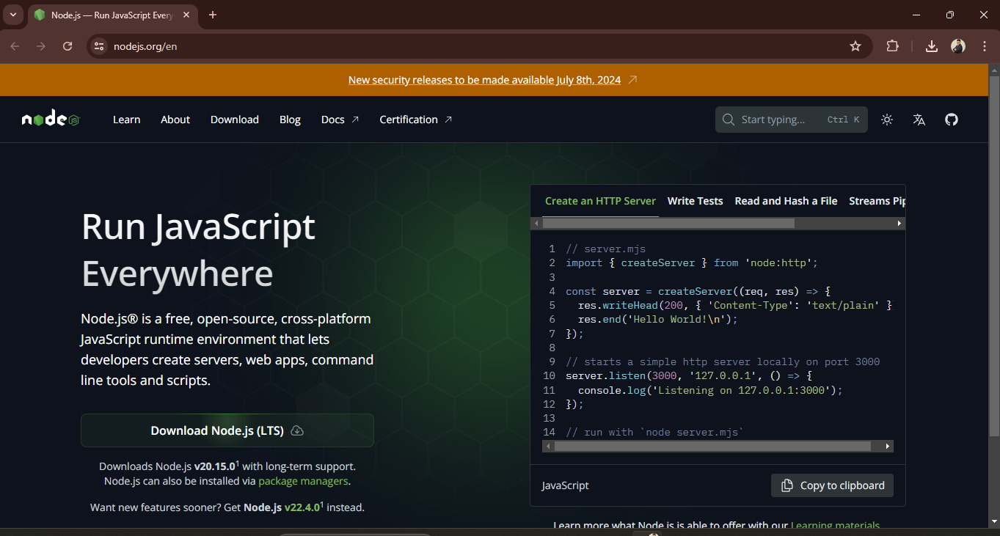 Node.js — Run JavaScript Every
nodejs.org/en
New security releases to be made available July 8th, 2024
node JS
Learn About Download Blog Docs Certification
Start typing... Ctrl K
Run JavaScript
Everywhere
Node.js® is a free, open-source, cross-platform
JavaScript runtime environment that lets
developers create servers, web apps, command
line tools and scripts.
Download Node.js (LTS)
Downloads Node.js v20.15.0¹ with long-term support.
Node.js can also be installed via package managers.
Want new features sooner? Get Node.js v22.4.0¹ instead.
Create an HTTP Server Write Tests Read and Hash a File Streams Pip
1 // server.mjs
2 import { createServer } from 'node:http';
3
4 const server = createServer((req, res) => {
5 res.writeHead(200, { 'Content-Type': 'text/plain' }
6 res.end('Hello World!\n');
7 });
8
9 // starts a simple http server locally on port 3000
10 server.listen(3000, '127.0.0.1', () => {
11 console.log('Listening on 127.0.0.1:3000');
12 });
13
14 // run with `node server.mjs`
JavaScript
Copy to clipboard
Learn more what Node.js is able to offer with our Learning materials.